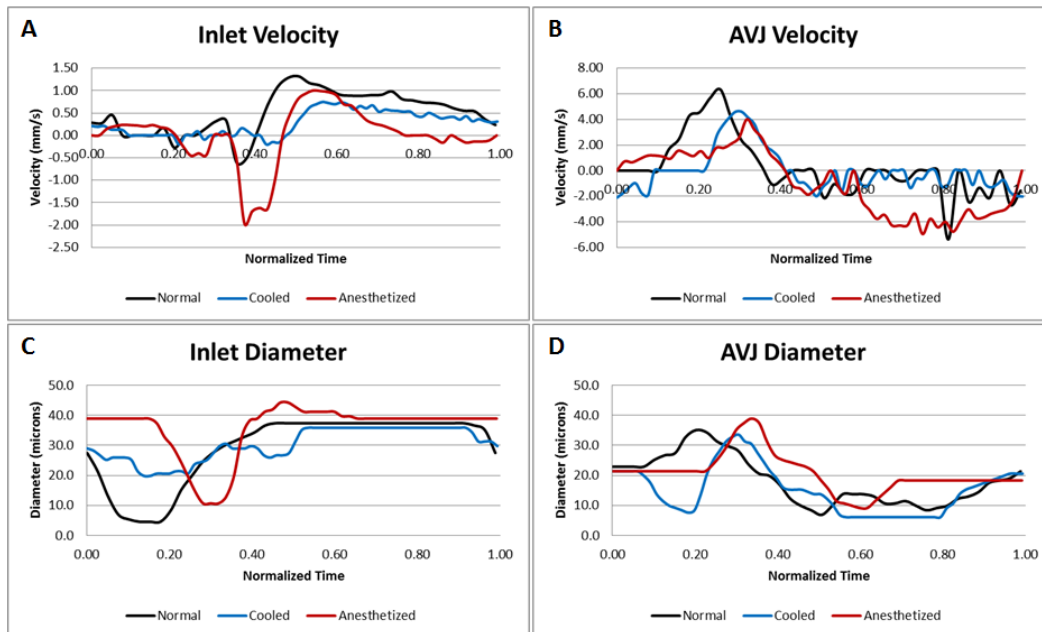 A
Inlet Velocity
Velocity (mm/s)
1.50
1.00
0.50
0.00
-0.50
-1.00
-1.50
-2.00
-2.50
0.00 0.20 0.40 0.60 0.80 1.00
Normalized Time
Normal Cooled Anesthetized
B
AVJ Velocity
Velocity (mm/s)
8.00
6.00
4.00
2.00
0.00
-2.00
-4.00
-6.00
0.00 0.20 0.40 0.60 0.80 1.00
Normalized Time
Normal Cooled Anesthetized
C
Inlet Diameter
Diameter (microns)
50.0
40.0
30.0
20.0
10.0
0.0
0.00 0.20 0.40 0.60 0.80 1.00
Normalized Time
Normal Cooled Anesthetized
D
AVJ Diameter
Diameter (microns)
50.0
40.0
30.0
20.0
10.0
0.0
0.00 0.20 0.40 0.60 0.80 1.00
Normalized Time
Normal Cooled Anesthetized